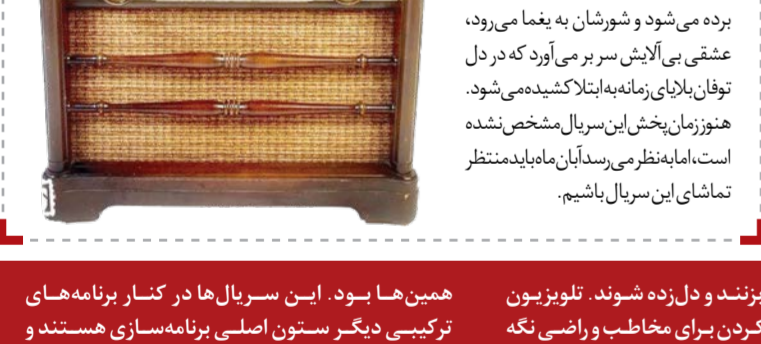 برده می‌شود و شورشان به یغما می‌رود،
عشقی بی‌آلایش سر بر می‌آورد که در دل
توفان بلایای زمانه به ابتلا کشیده می‌شود.
هنوز زمان پخش این سریال مشخص نشده
است، اما به نظر می‌رسد آبان ماه باید منتظر
تماشای این سریال باشیم.
بزنند و دل‌زده شوند. تلویزیون
کردن برای مخاطب و راضی نگه
همین‌ها بود. این سریال‌ها در کنار برنامه‌های
ترکیبی دیگر ستون اصلی برنامه‌سازی هستند و